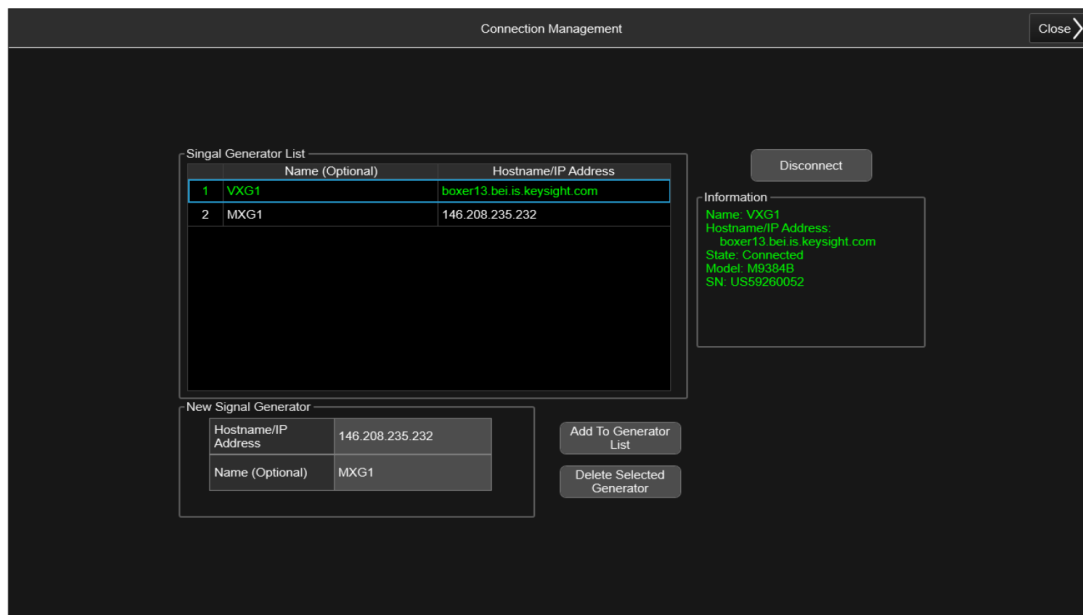 Connection Management
Close
Singal Generator List
Name (Optional) Hostname/IP Address
1 VXG1 boxer13.bei.is.keysight.com
2 MXG1 146.208.235.232
Disconnect
Information
Name: VXG1
Hostname/IP Address:
boxer13.bei.is.keysight.com
State: Connected
Model: M9384B
SN: US59260052
New Signal Generator
Hostname/IP
Address
146.208.235.232
Name (Optional) MXG1
Add To Generator
List
Delete Selected
Generator